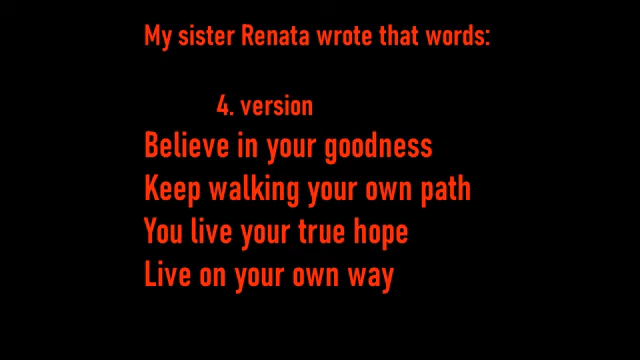 My sister Renata wrote that words:
4. version
Believe in your goodness
Keep walking your own path
You live your true hope
Live on your own way